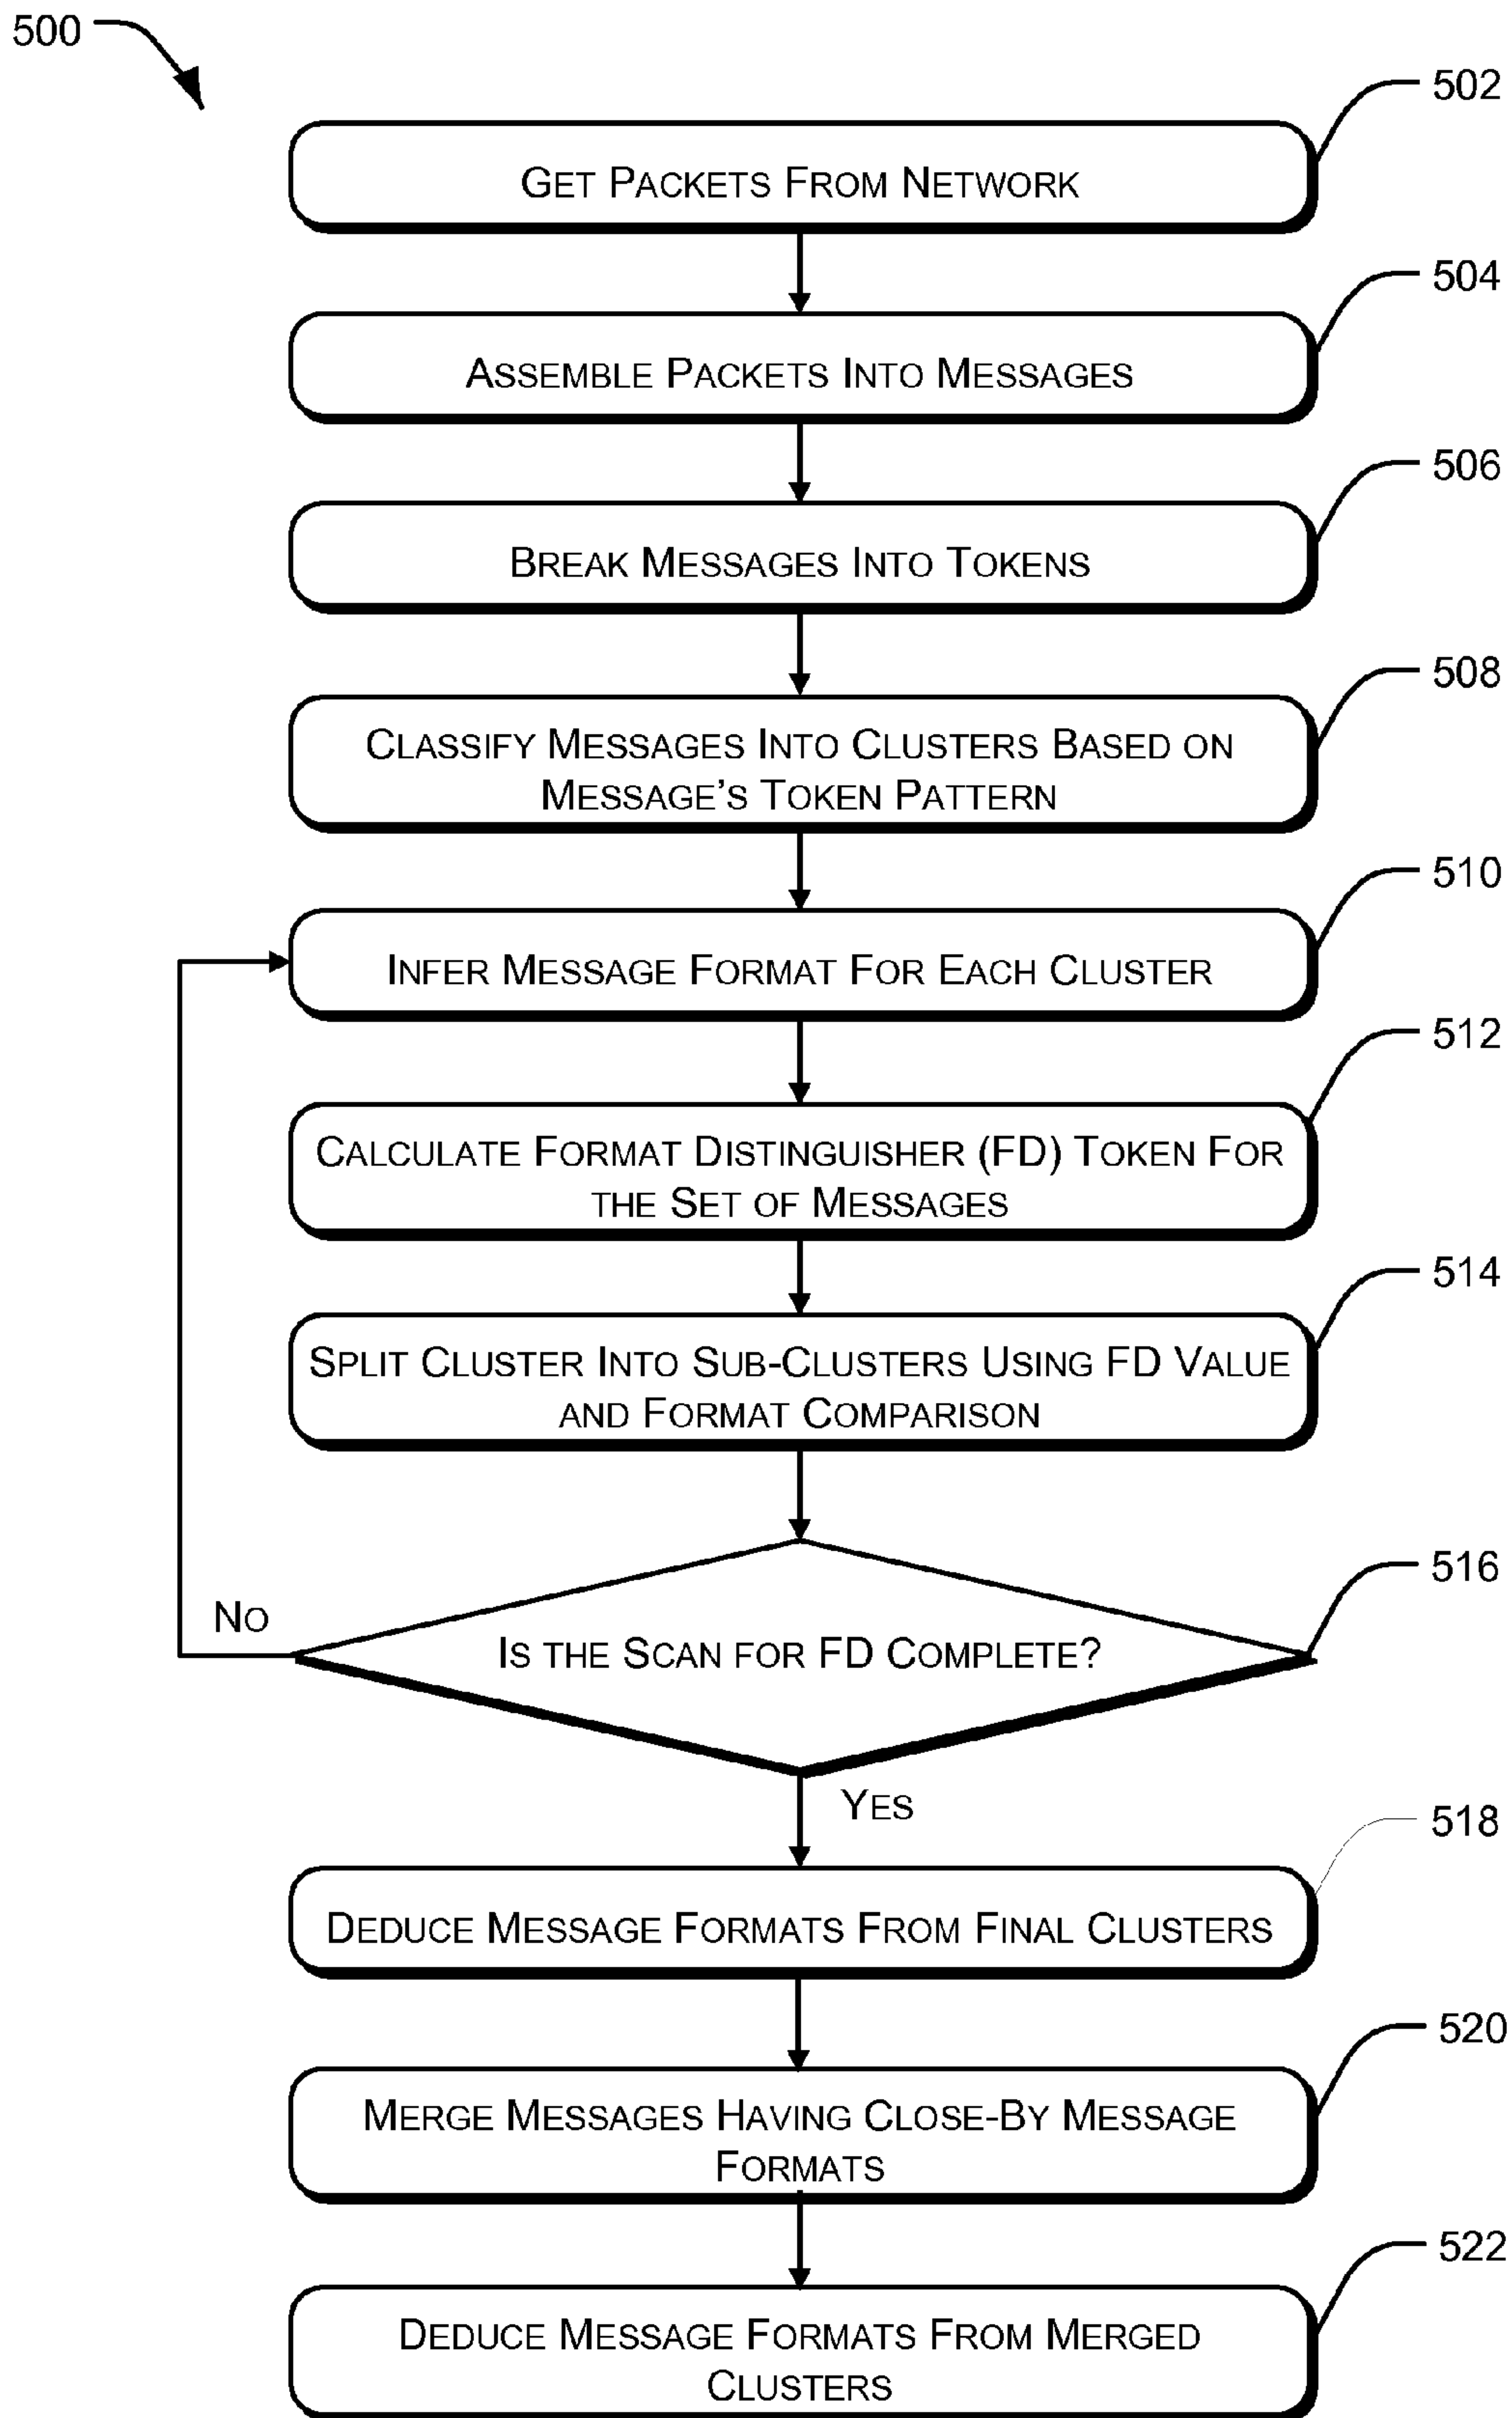 500
502
GET PACKETS FROM NETWORK
504
ASSEMBLE PACKETS INTO MESSAGES
506
BREAK MESSAGES INTO TOKENS
508
CLASSIFY MESSAGES INTO CLUSTERS BASED ON
MESSAGE'S TOKEN PATTERN
510
INFER MESSAGE FORMAT FOR EACH CLUSTER
512
CALCULATE FORMAT DISTINGUISHER (FD) TOKEN FOR
THE SET OF MESSAGES
514
SPLIT CLUSTER INTO SUB-CLUSTERS USING FD VALUE
AND FORMAT COMPARISON
516
NO
IS THE SCAN FOR FD COMPLETE?
YES
518
DEDUCE MESSAGE FORMATS FROM FINAL CLUSTERS
520
MERGE MESSAGES HAVING CLOSE-BY MESSAGE
FORMATS
522
DEDUCE MESSAGE FORMATS FROM MERGED
CLUSTERS